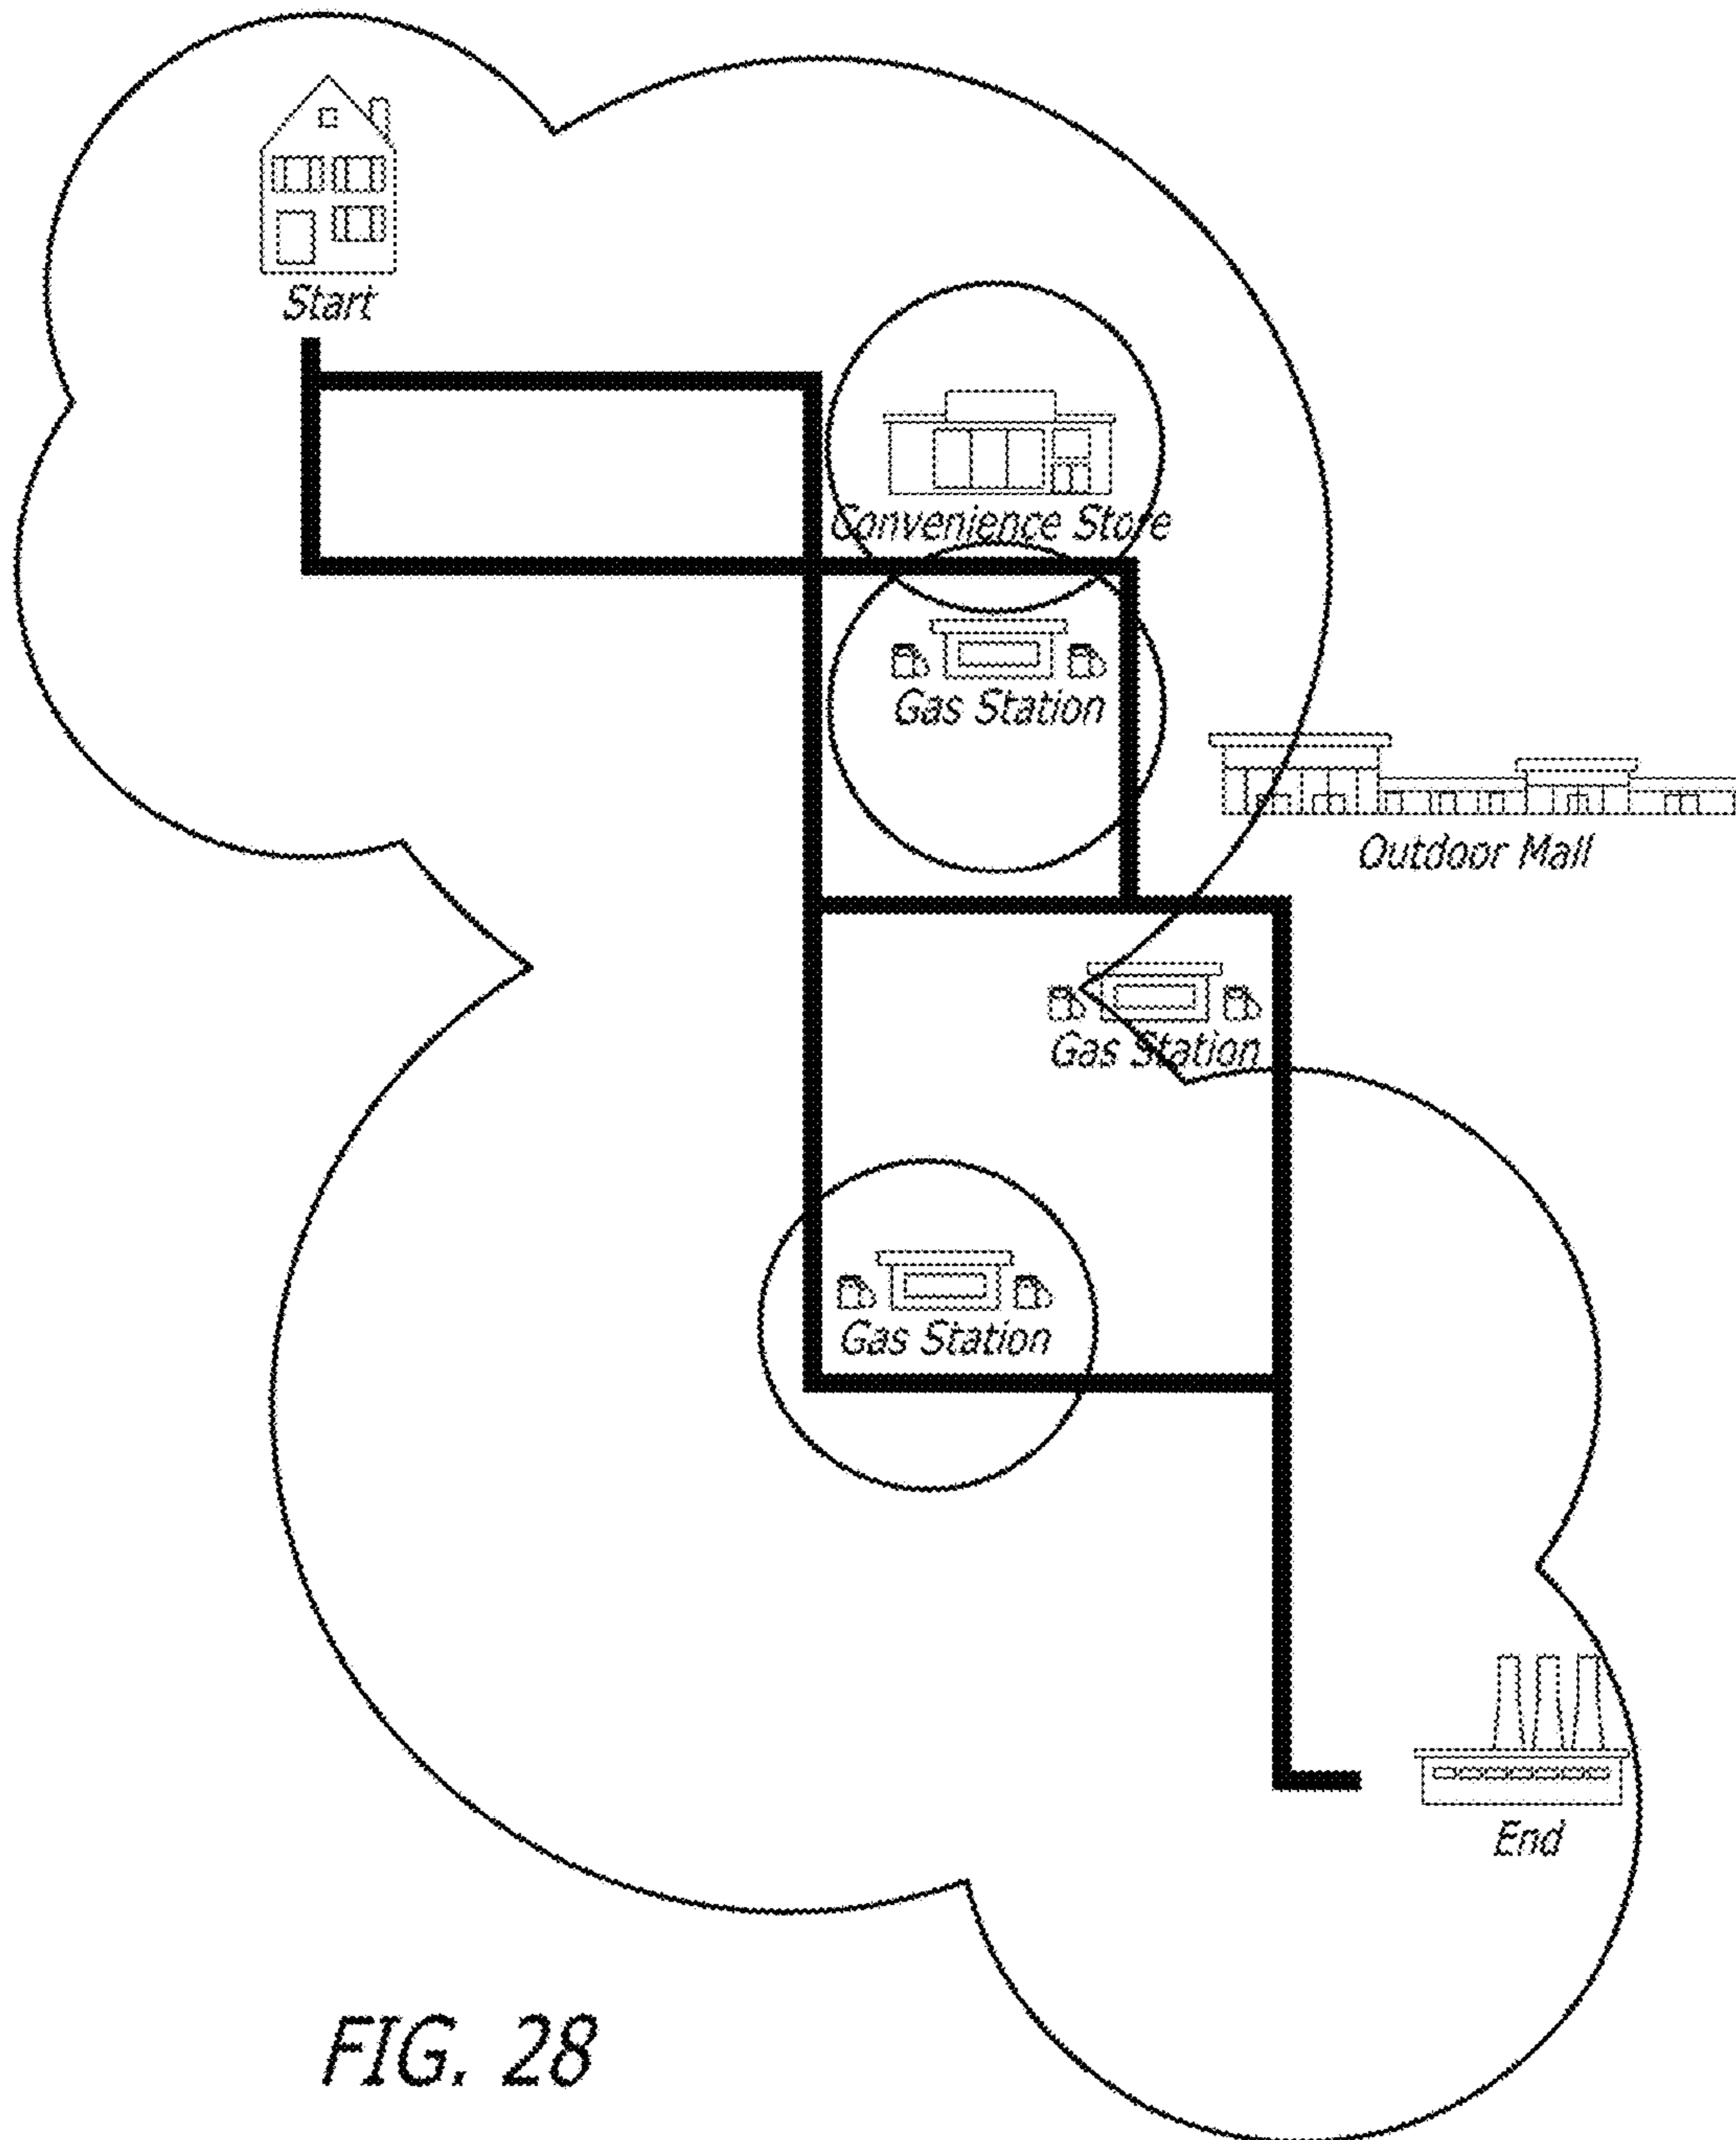 Start
Convenience Store
Gas Station
Outdoor Mall
Gas Station
Gas Station
End
FIG. 28